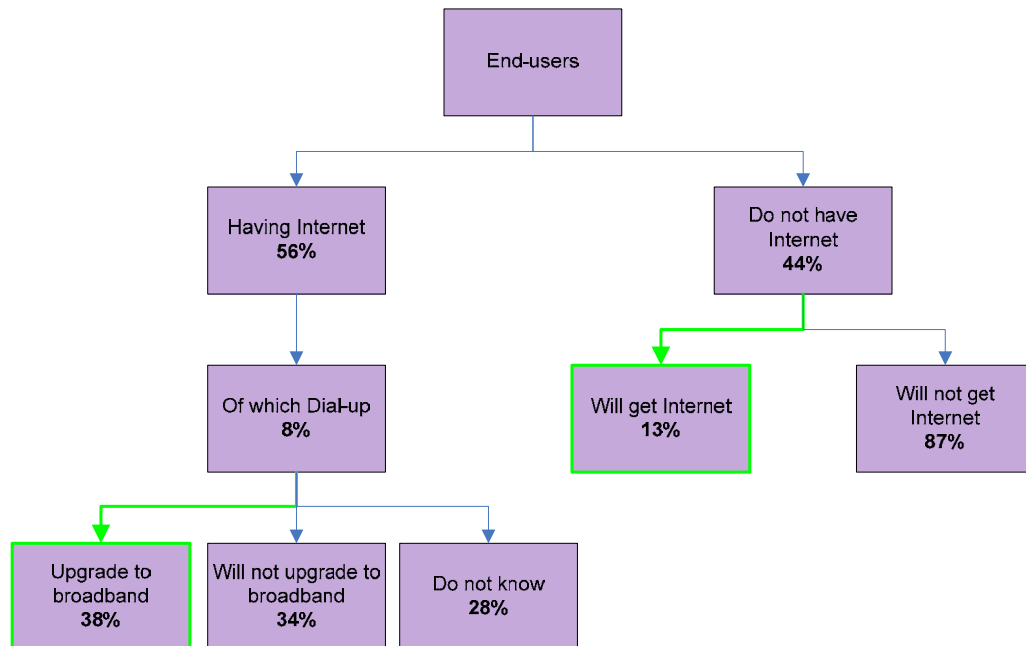 End-users
Having Internet
56%
Do not have
Internet
44%
Of which Dial-up
8%
Will get Internet
13%
Will not get
Internet
87%
Upgrade to
broadband
38%
Will not upgrade to
broadband
34%
Do not know
28%